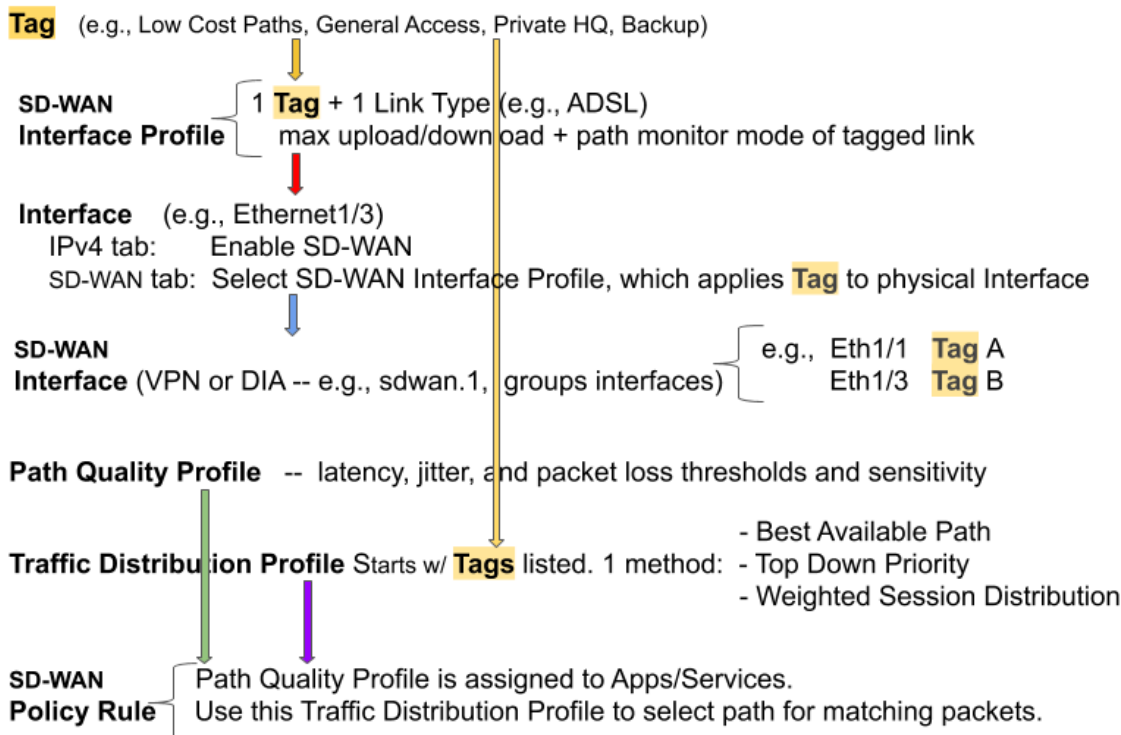 Tag (e.g., Low Cost Paths, General Access, Private HQ, Backup)
SD-WAN 1 Tag + 1 Link Type (e.g., ADSL)
Interface Profile max upload/download + path monitor mode of tagged link
Interface (e.g., Ethernet1/3)
IPv4 tab: Enable SD-WAN
SD-WAN tab: Select SD-WAN Interface Profile, which applies Tag to physical Interface
SD-WAN e.g., Eth1/1 Tag A
Interface (VPN or DIA -- e.g., sdwan.1, groups interfaces) Eth1/3 Tag B
Path Quality Profile -- latency, jitter, and packet loss thresholds and sensitivity
- Best Available Path
Traffic Distribution Profile Starts w/ Tags listed. 1 method: - Top Down Priority
- Weighted Session Distribution
SD-WAN Path Quality Profile is assigned to Apps/Services.
Policy Rule Use this Traffic Distribution Profile to select path for matching packets.